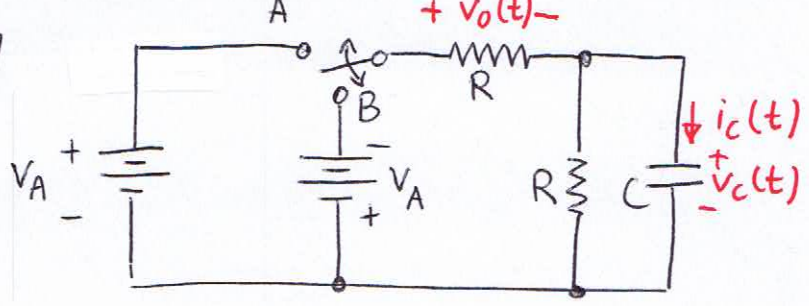 A
+ v₀(t) −
R
B
+
V_A
−
−
V_A
+
R
C
i_c(t)
+
v_c(t)
−